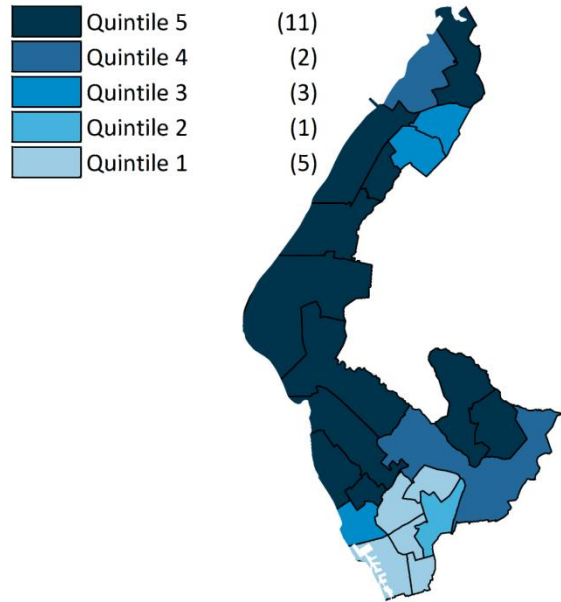 Quintile 5 (11)
Quintile 4 (2)
Quintile 3 (3)
Quintile 2 (1)
Quintile 1 (5)